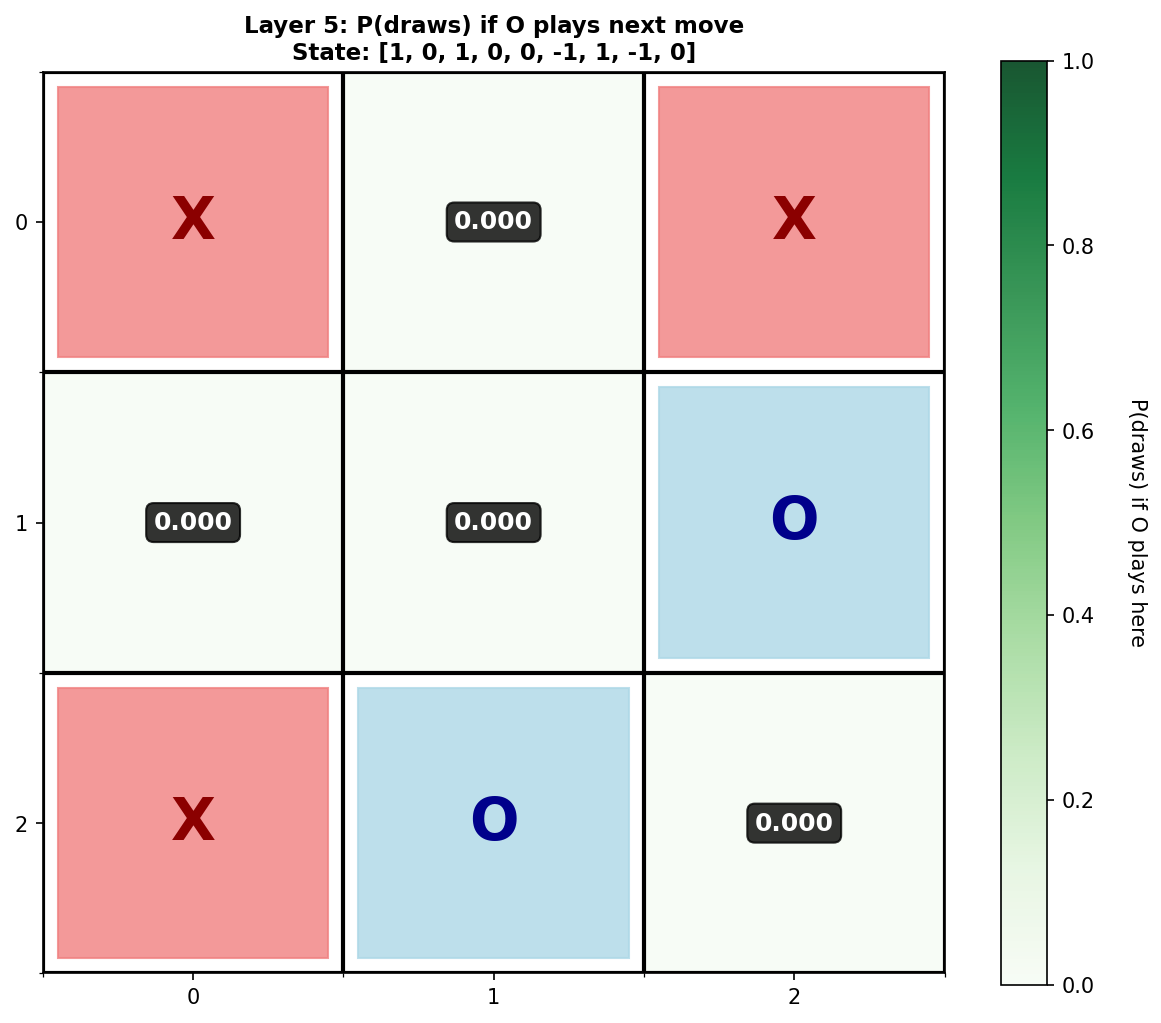 Layer 5: P(draws) if O plays next move
State: [1, 0, 1, 0, 0, -1, 1, -1, 0]
0
X
0.000
X
1
0.000
0.000
O
2
X
O
0.000
0
1
2
1.0
0.8
0.6
0.4
0.2
0.0
P(draws) if O plays here